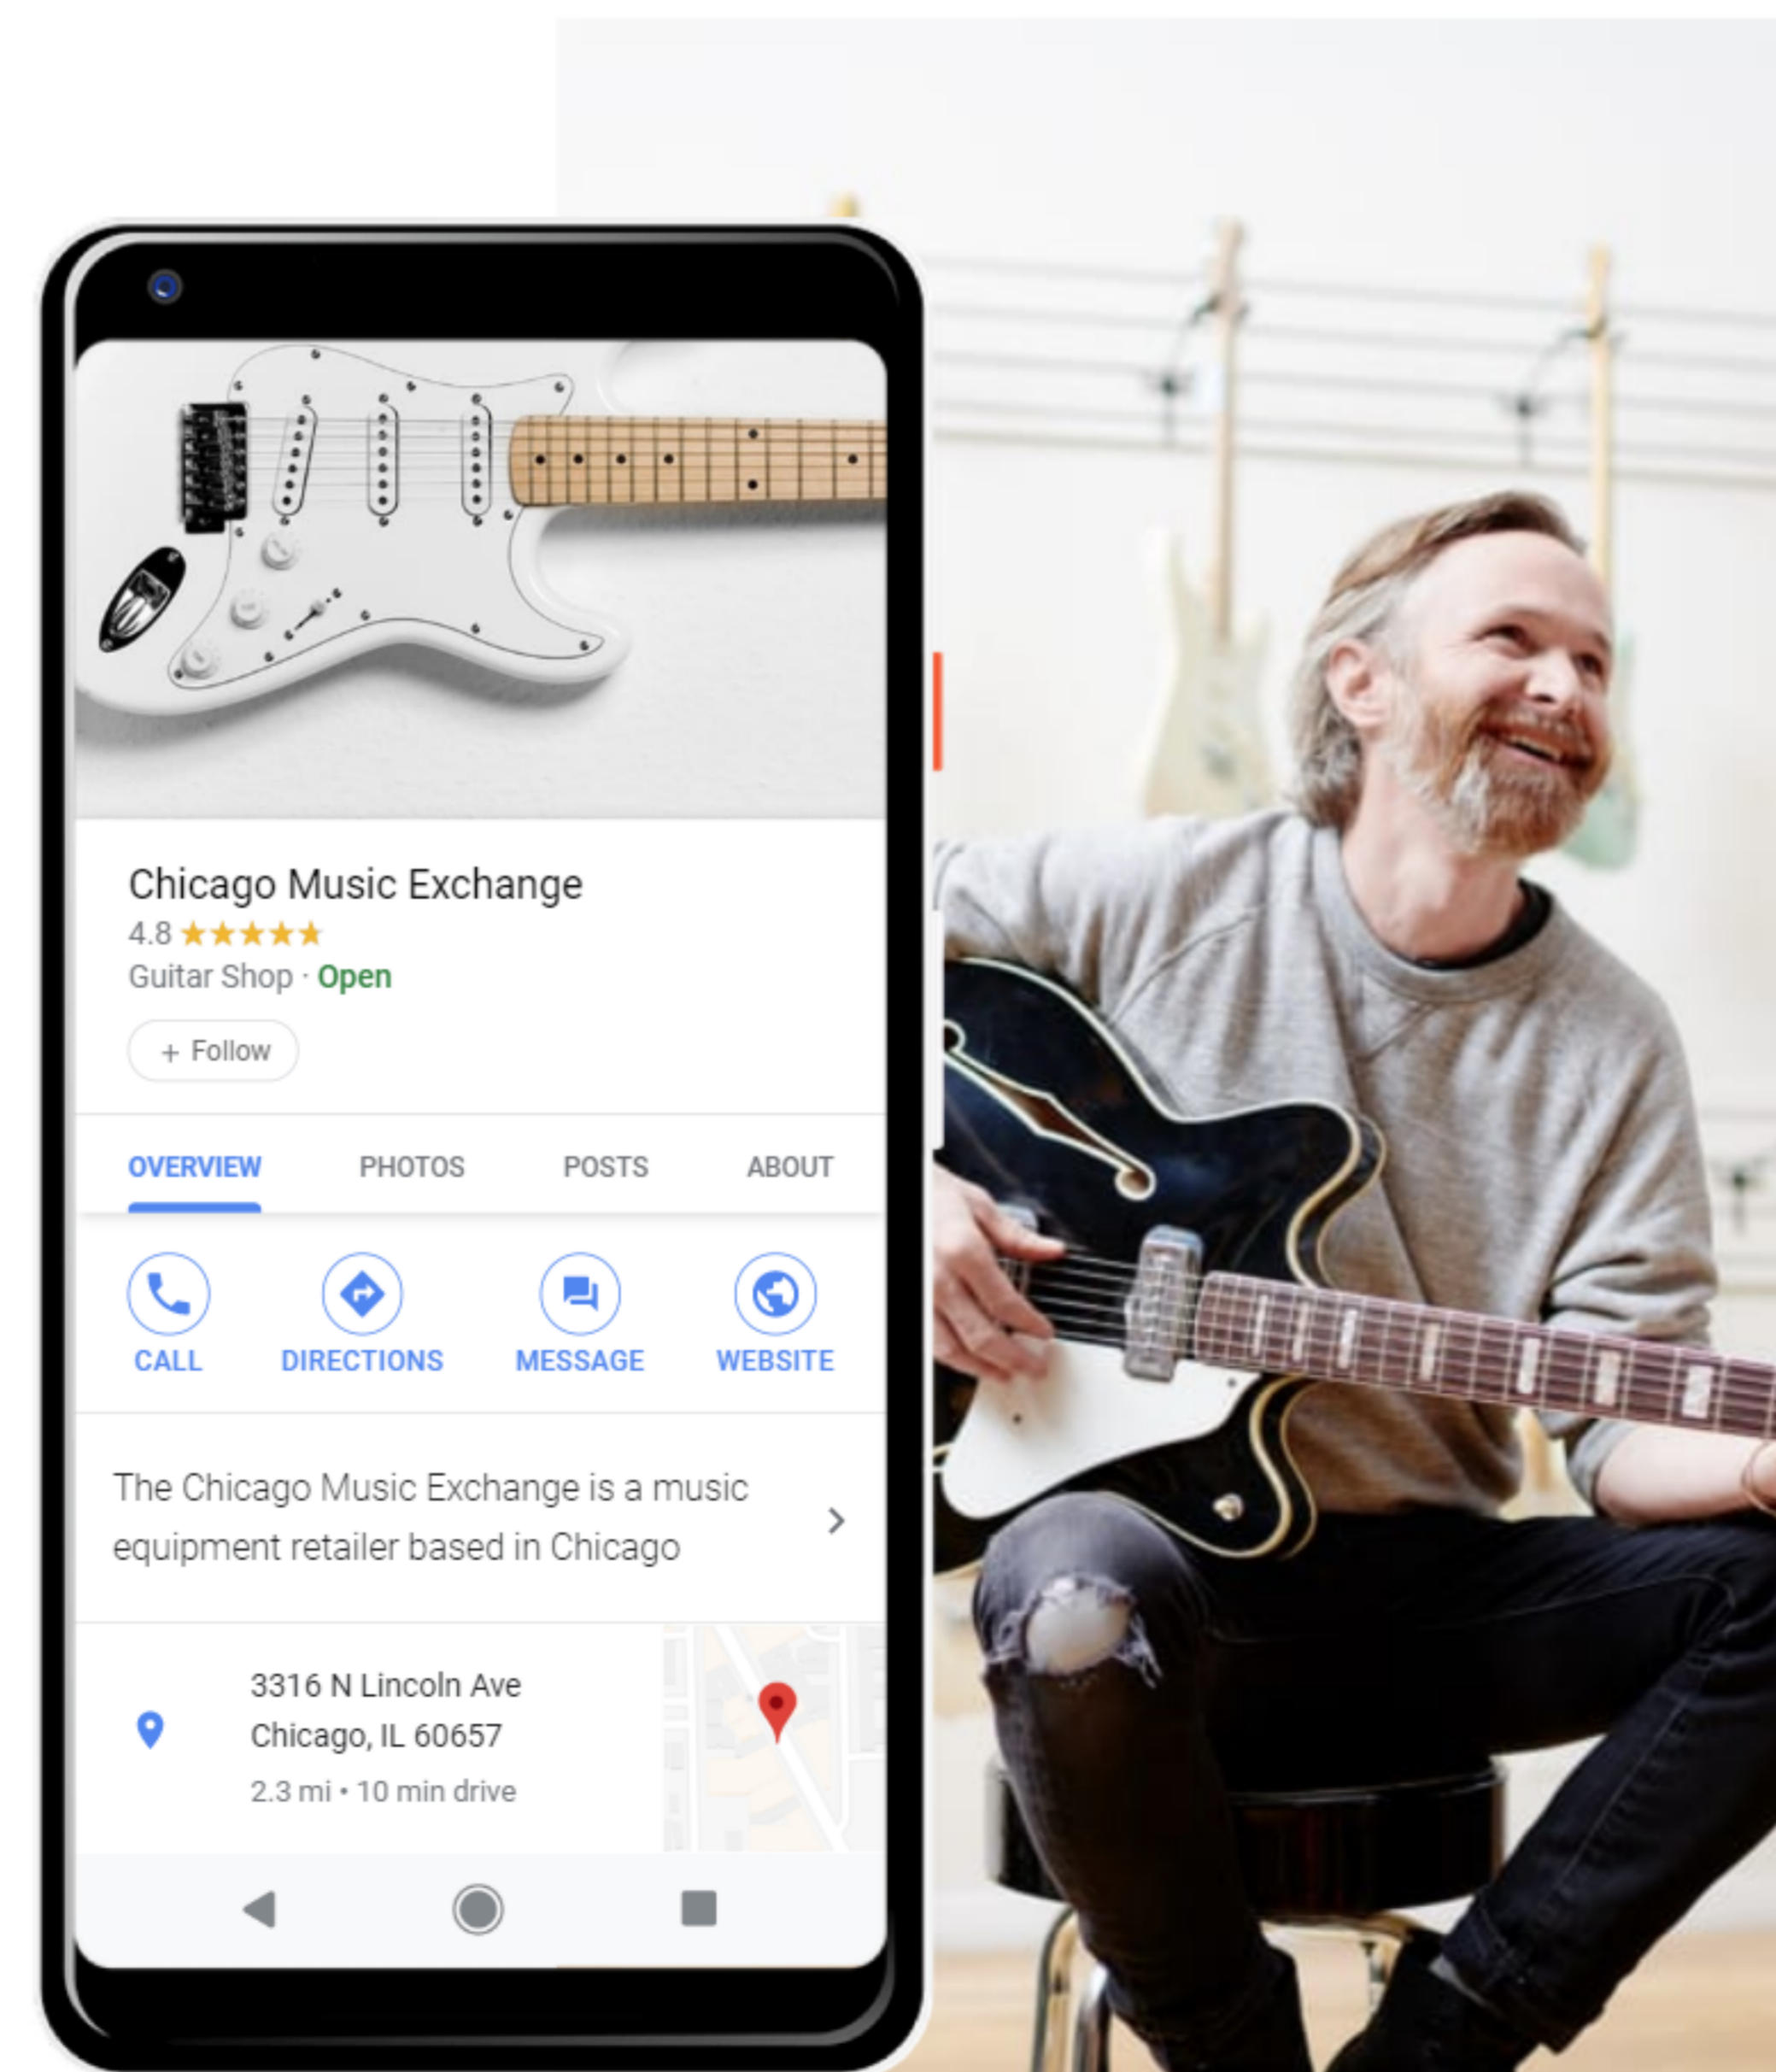 Chicago Music Exchange
4.8
Guitar Shop · Open
+ Follow
OVERVIEW PHOTOS POSTS ABOUT
CALL DIRECTIONS MESSAGE WEBSITE
The Chicago Music Exchange is a music
equipment retailer based in Chicago
3316 N Lincoln Ave
Chicago, IL 60657
2.3 mi • 10 min drive